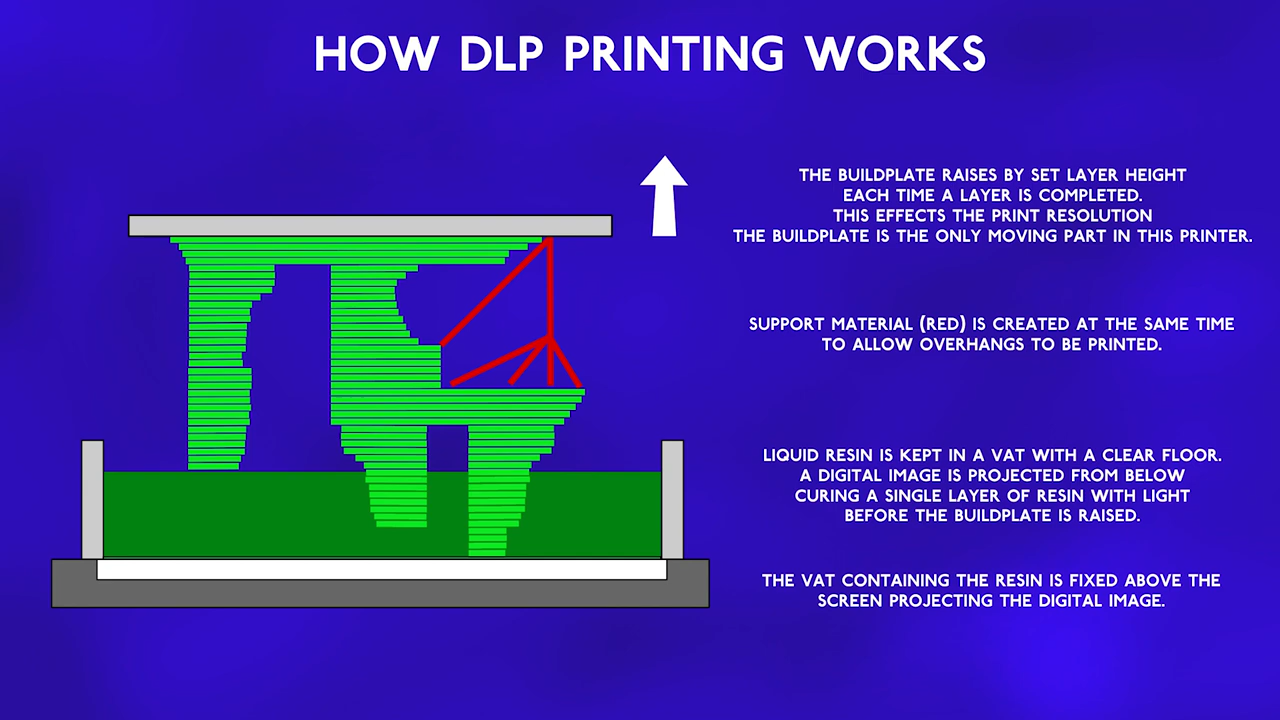 HOW DLP PRINTING WORKS
THE BUILDPLATE RAISES BY SET LAYER HEIGHT
EACH TIME A LAYER IS COMPLETED.
THIS EFFECTS THE PRINT RESOLUTION
THE BUILDPLATE IS THE ONLY MOVING PART IN THIS PRINTER.
SUPPORT MATERIAL (RED) IS CREATED AT THE SAME TIME
TO ALLOW OVERHANGS TO BE PRINTED.
LIQUID RESIN IS KEPT IN A VAT WITH A CLEAR FLOOR.
A DIGITAL IMAGE IS PROJECTED FROM BELOW
CURING A SINGLE LAYER OF RESIN WITH LIGHT
BEFORE THE BUILDPLATE IS RAISED.
THE VAT CONTAINING THE RESIN IS FIXED ABOVE THE
SCREEN PROJECTING THE DIGITAL IMAGE.